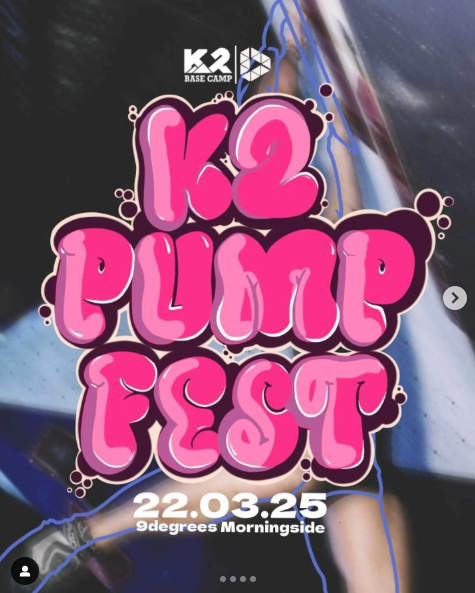 K2
BASE CAMP
K2
PUMP
FEST
22.03.25
9degrees Morningside